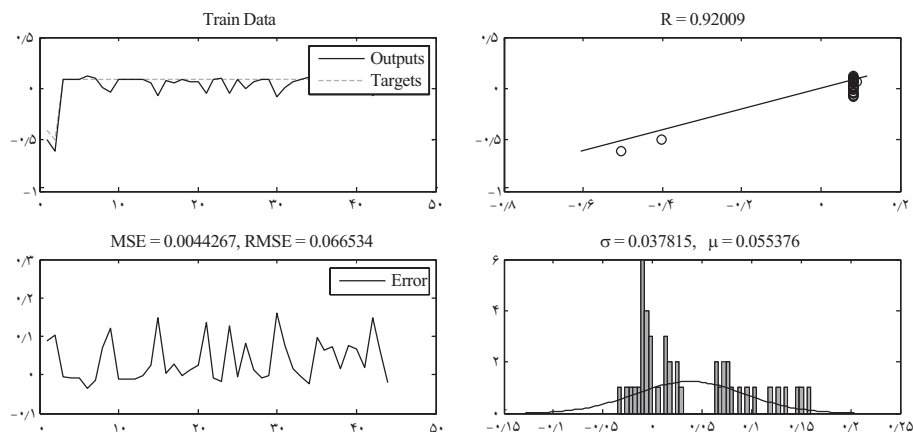 Train Data
۰/۵
۰
-۰/۵
-۱
۰ ۱۰ ۲۰ ۳۰ ۴۰ ۵۰
Outputs
Targets
R = 0.92009
۰/۵
۰
-۰/۵
-۱
-۰/۸ -۰/۶ -۰/۴ -۰/۲ ۰ ۰/۲
MSE = 0.0044267, RMSE = 0.066534
۰/۳
۰/۲
۰/۱
۰
-۰/۱
۰ ۱۰ ۲۰ ۳۰ ۴۰ ۵۰
Error
σ = 0.037815, μ = 0.055376
۶
۴
۲
۰
-۰/۱۵ -۰/۱ -۰/۰۵ ۰ ۰/۰۵ ۰/۱ ۰/۱۵ ۰/۲ ۰/۲۵